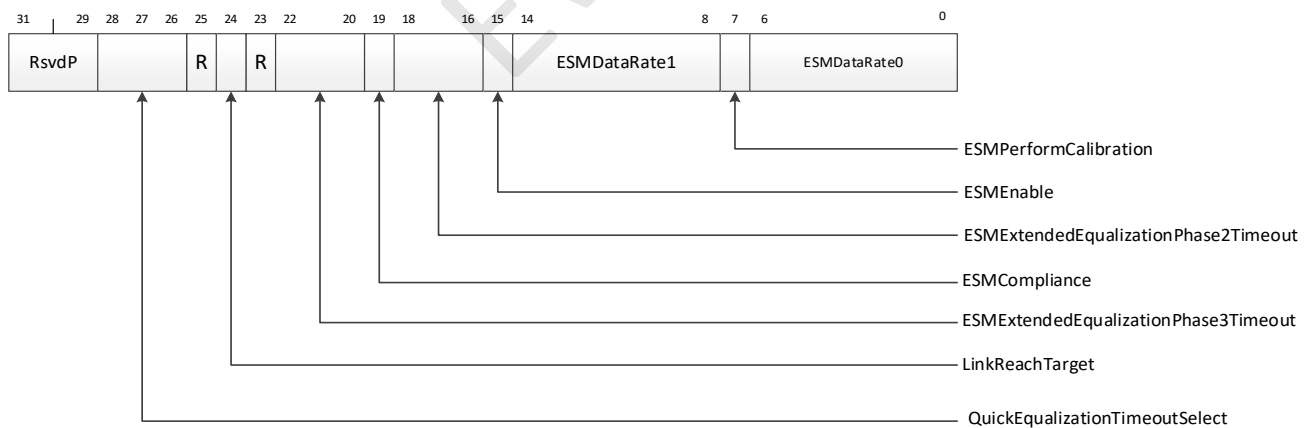 31 29 28 27 26 25 24 23 22 20 19 18 16 15 14 8 7 6 0
RsvdP R R ESMDataRate1 ESMDataRate0
ESMPerformCalibration
ESMEnable
ESMExtendedEqualizationPhase2Timeout
ESMCompliance
ESMExtendedEqualizationPhase3Timeout
LinkReachTarget
QuickEqualizationTimeoutSelect